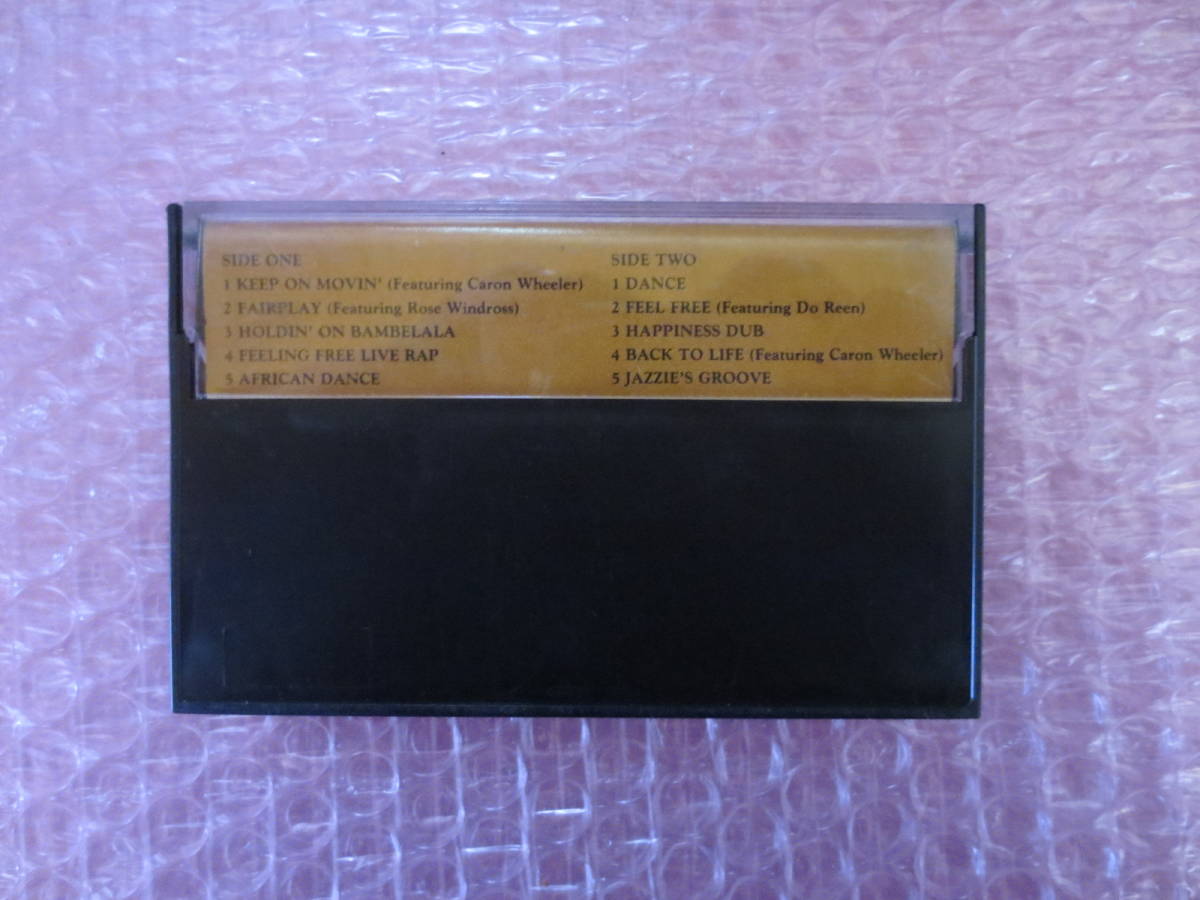 SIDE ONE
1 KEEP ON MOVIN' (Featuring Caron Wheeler)
2 FAIRPLAY (Featuring Rose Windross)
3 HOLDIN' ON BAMBELALA
4 FEELING FREE LIVE RAP
5 AFRICAN DANCE
SIDE TWO
1 DANCE
2 FEEL FREE (Featuring Do Reen)
3 HAPPINESS DUB
4 BACK TO LIFE (Featuring Caron Wheeler)
5 JAZZIE'S GROOVE